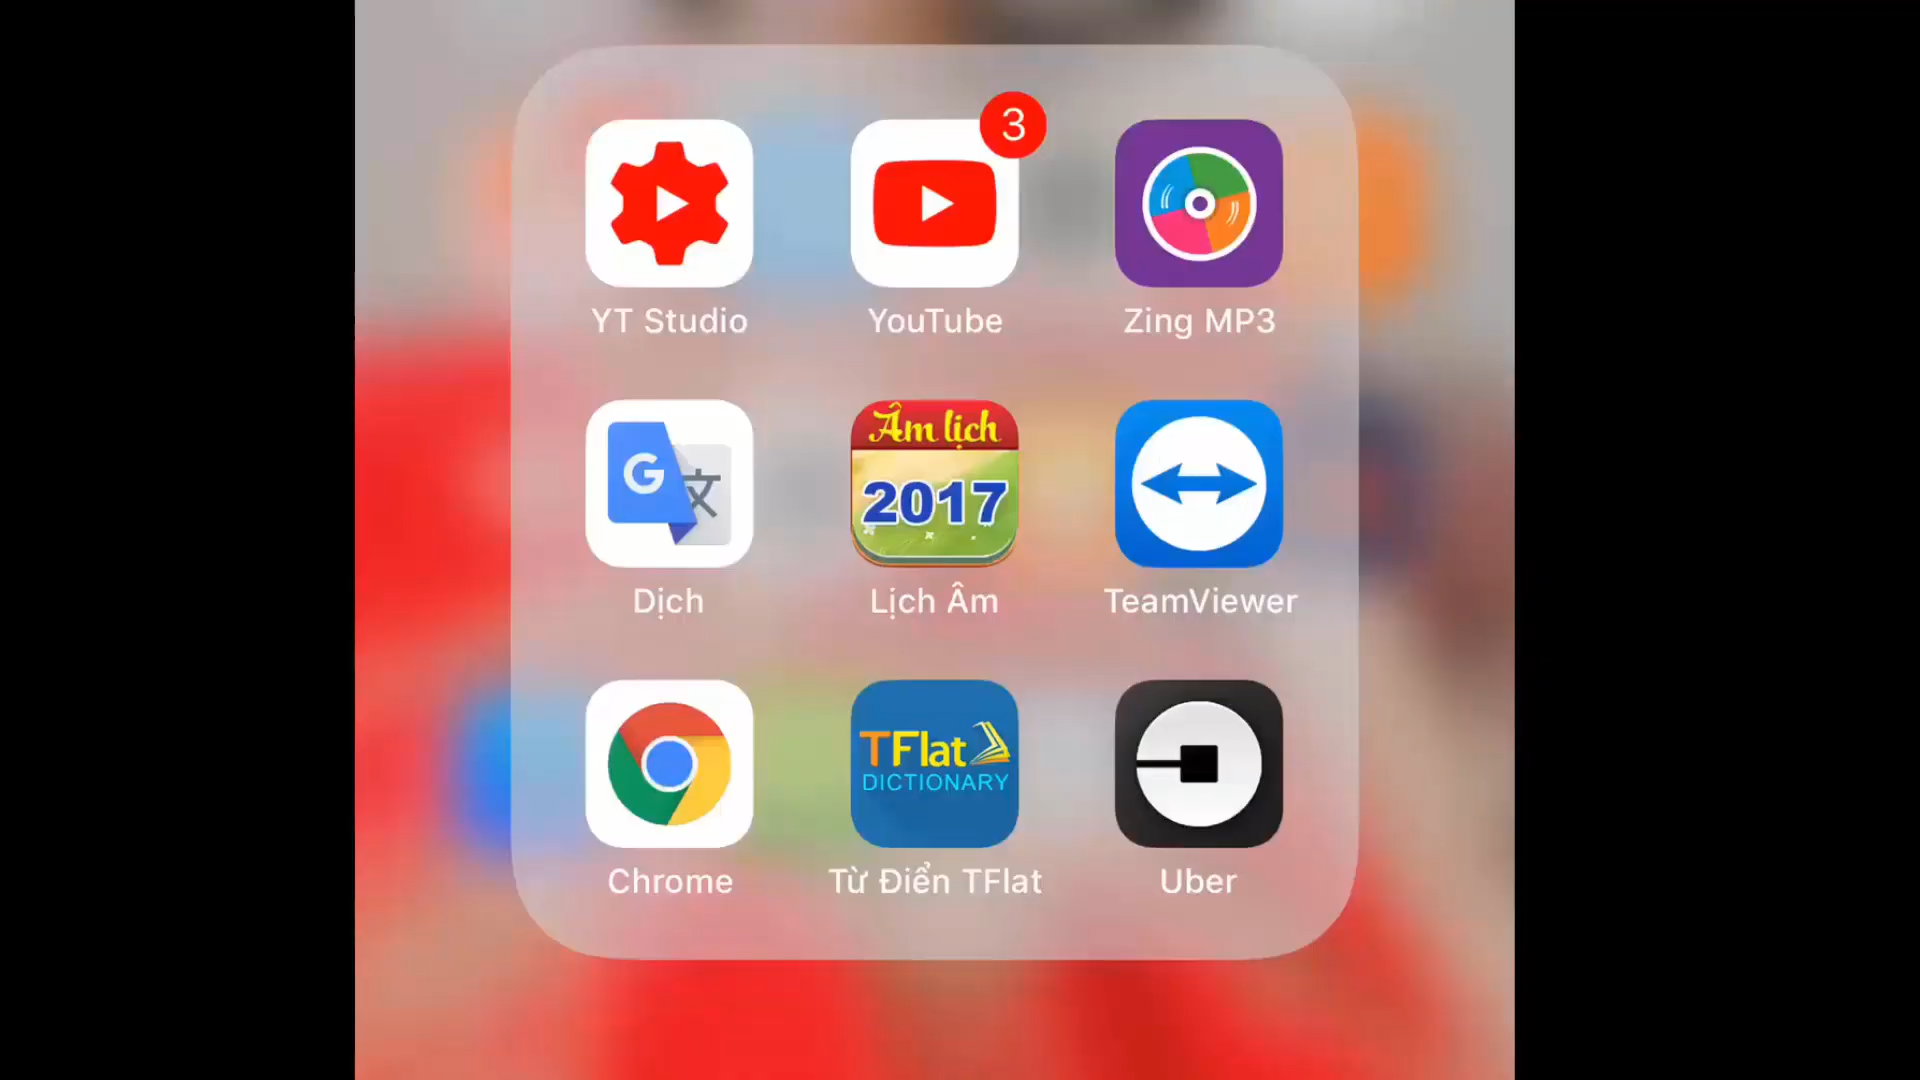 3
YT Studio
YouTube
Zing MP3
G 文
Âm lịch
2017
Dịch
Lịch Âm
TeamViewer
TFlat
DICTIONARY
Chrome
Từ Điển TFlat
Uber